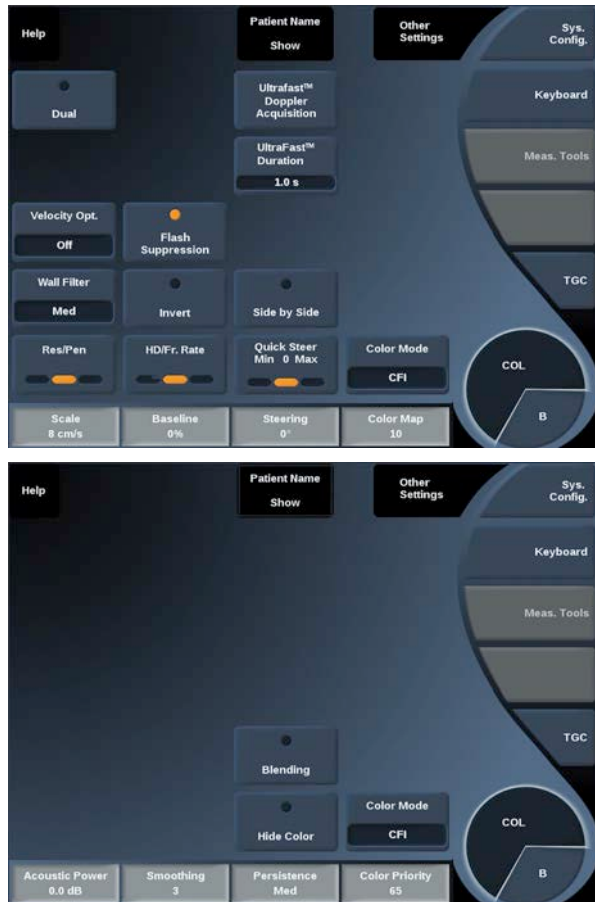 Help
Patient Name
Show
Other
Settings
Sys.
Config.
Dual
Ultrafast™
Doppler
Acquisition
Keyboard
UltraFast™
Duration
1.0 s
Meas. Tools
Velocity Opt.
Off
Flash
Suppression
Wall Filter
Med
Invert
Side by Side
TGC
Res/Pen
HD/Fr. Rate
Quick Steer
Min 0 Max
Color Mode
CFI
COL
B
Scale
8 cm/s
Baseline
0%
Steering
0°
Color Map
10
Help
Patient Name
Show
Other
Settings
Sys.
Config.
Keyboard
Meas. Tools
TGC
Blending
Hide Color
Color Mode
CFI
COL
B
Acoustic Power
0.0 dB
Smoothing
3
Persistence
Med
Color Priority
65